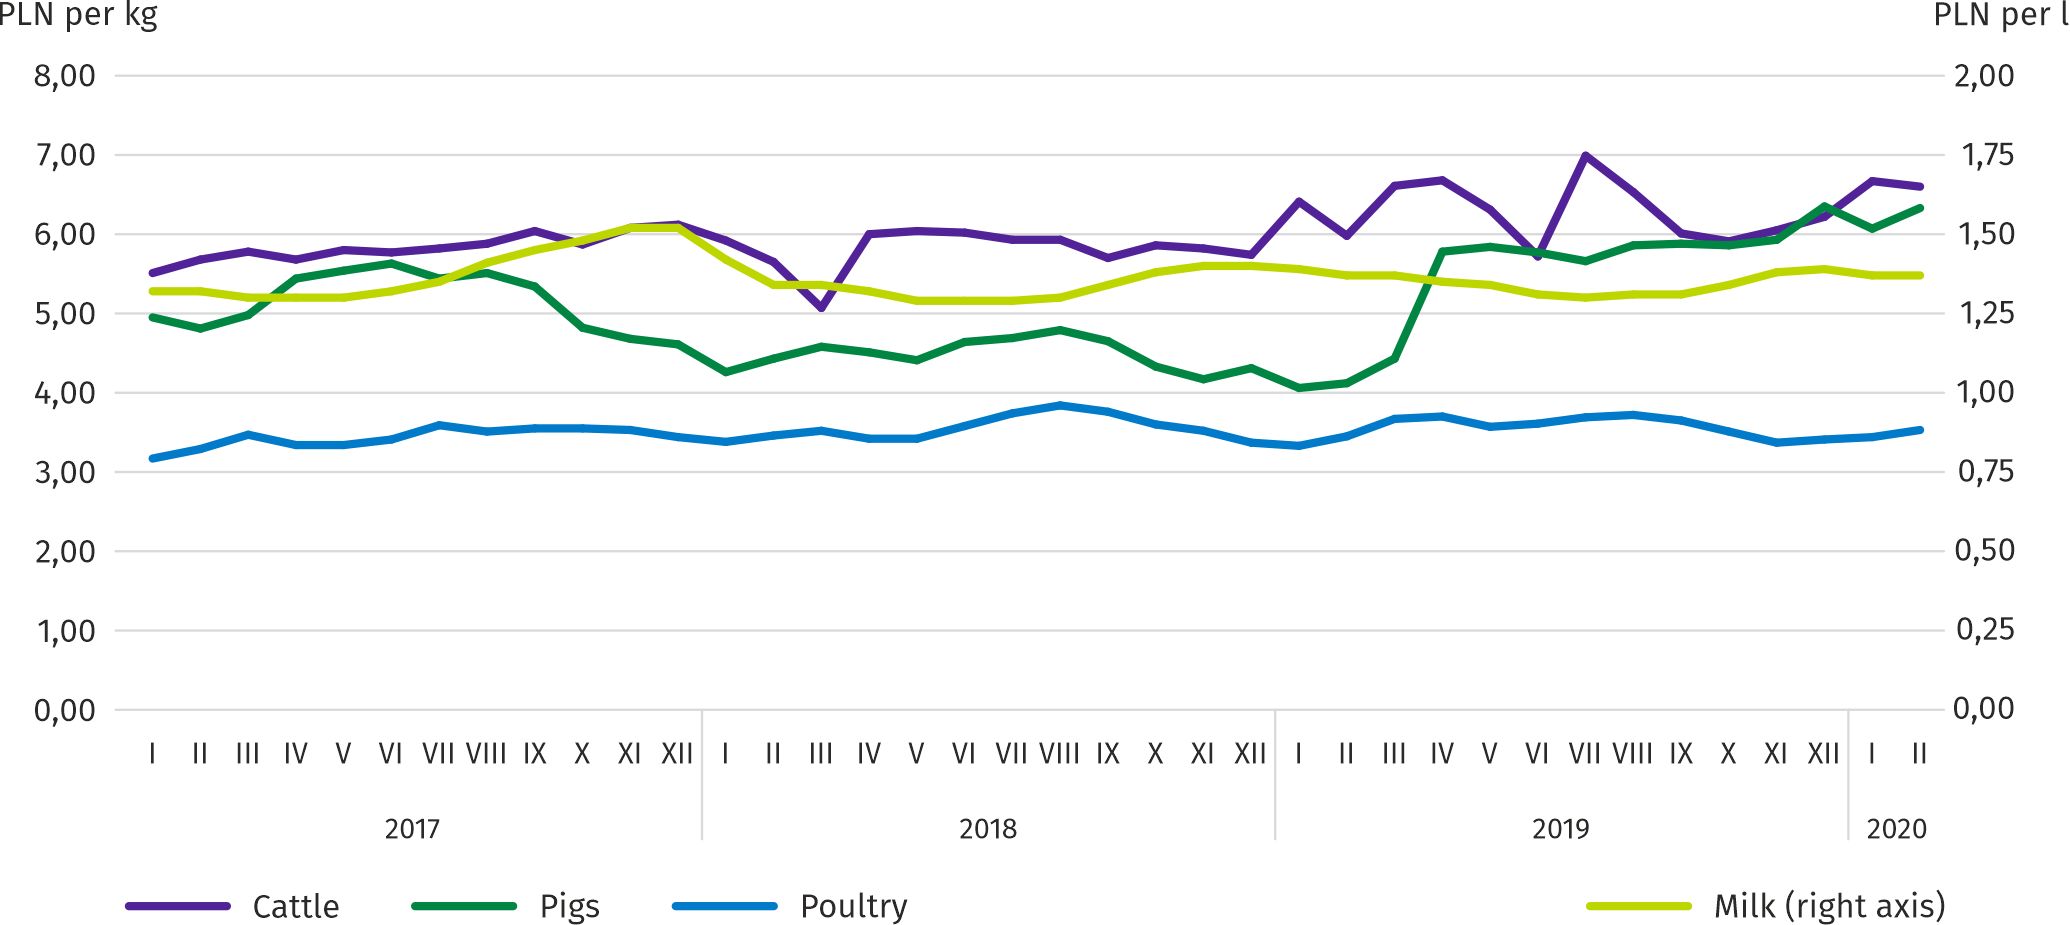 PLN per kg PLN per l
8,00 2,00
7,00 1,75
6,00 1,50
5,00 1,25
4,00 1,00
3,00 0,75
2,00 0,50
1,00 0,25
0,00 0,00
I II III IV V VI VII VIII IX X XI XII I II III IV V VI VII VIII IX X XI XII I II III IV V VI VII VIII IX X XI XII I II
2017 2018 2019 2020
Cattle Pigs Poultry Milk (right axis)